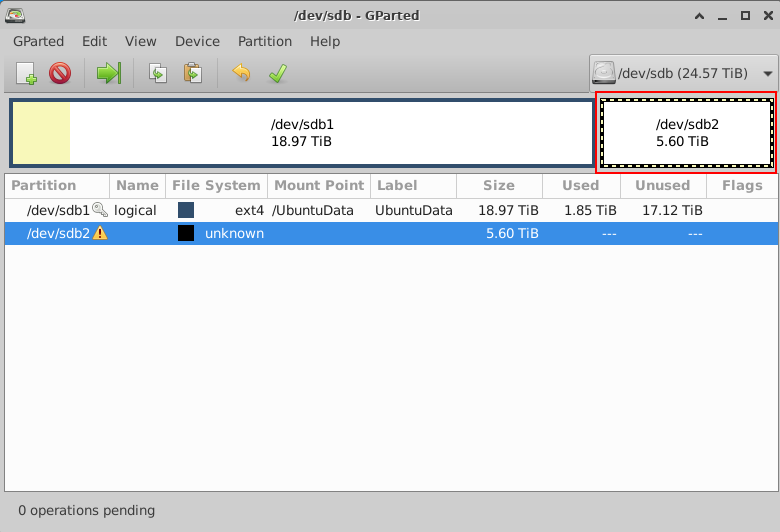 /dev/sdb - GParted
GParted Edit View Device Partition Help
/dev/sdb (24.57 TiB)
/dev/sdb1
18.97 TiB
/dev/sdb2
5.60 TiB
Partition Name File System Mount Point Label Size Used Unused Flags
/dev/sdb1 logical ext4 /UbuntuData UbuntuData 18.97 TiB 1.85 TiB 17.12 TiB
/dev/sdb2 unknown 5.60 TiB --- ---
0 operations pending